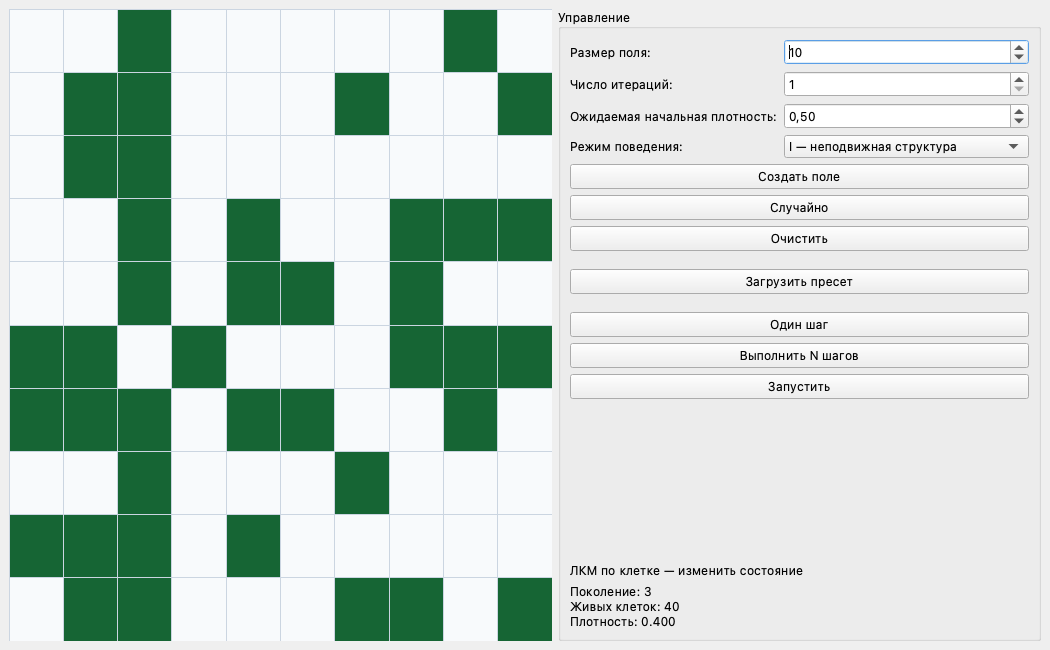 Управление
Размер поля: 10
Число итераций: 1
Ожидаемая начальная плотность: 0,50
Режим поведения: I — неподвижная структура
Создать поле
Случайно
Очистить
Загрузить пресет
Один шаг
Выполнить N шагов
Запустить
ЛКМ по клетке — изменить состояние
Поколение: 3
Живых клеток: 40
Плотность: 0.400